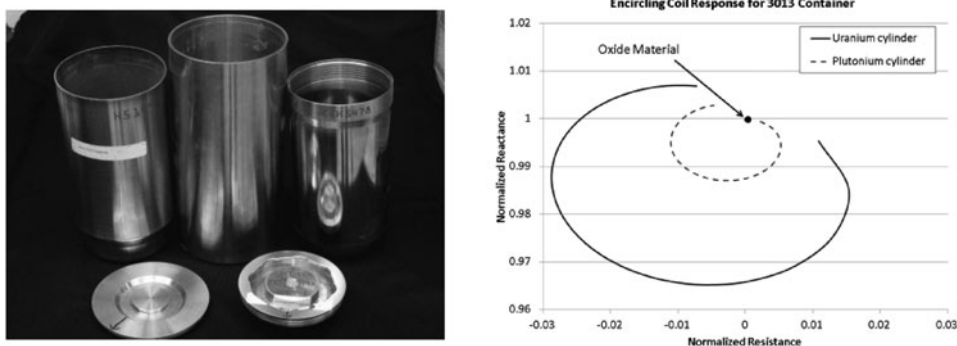 HS1
Encircling Coil Response for 3013 Container
1.02
1.01
1
0.99
0.98
0.97
0.96
-0.03
-0.02
-0.01
0
0.01
0.02
0.03
Normalized Reactance
Normalized Resistance
Oxide Material
Uranium cylinder
Plutonium cylinder